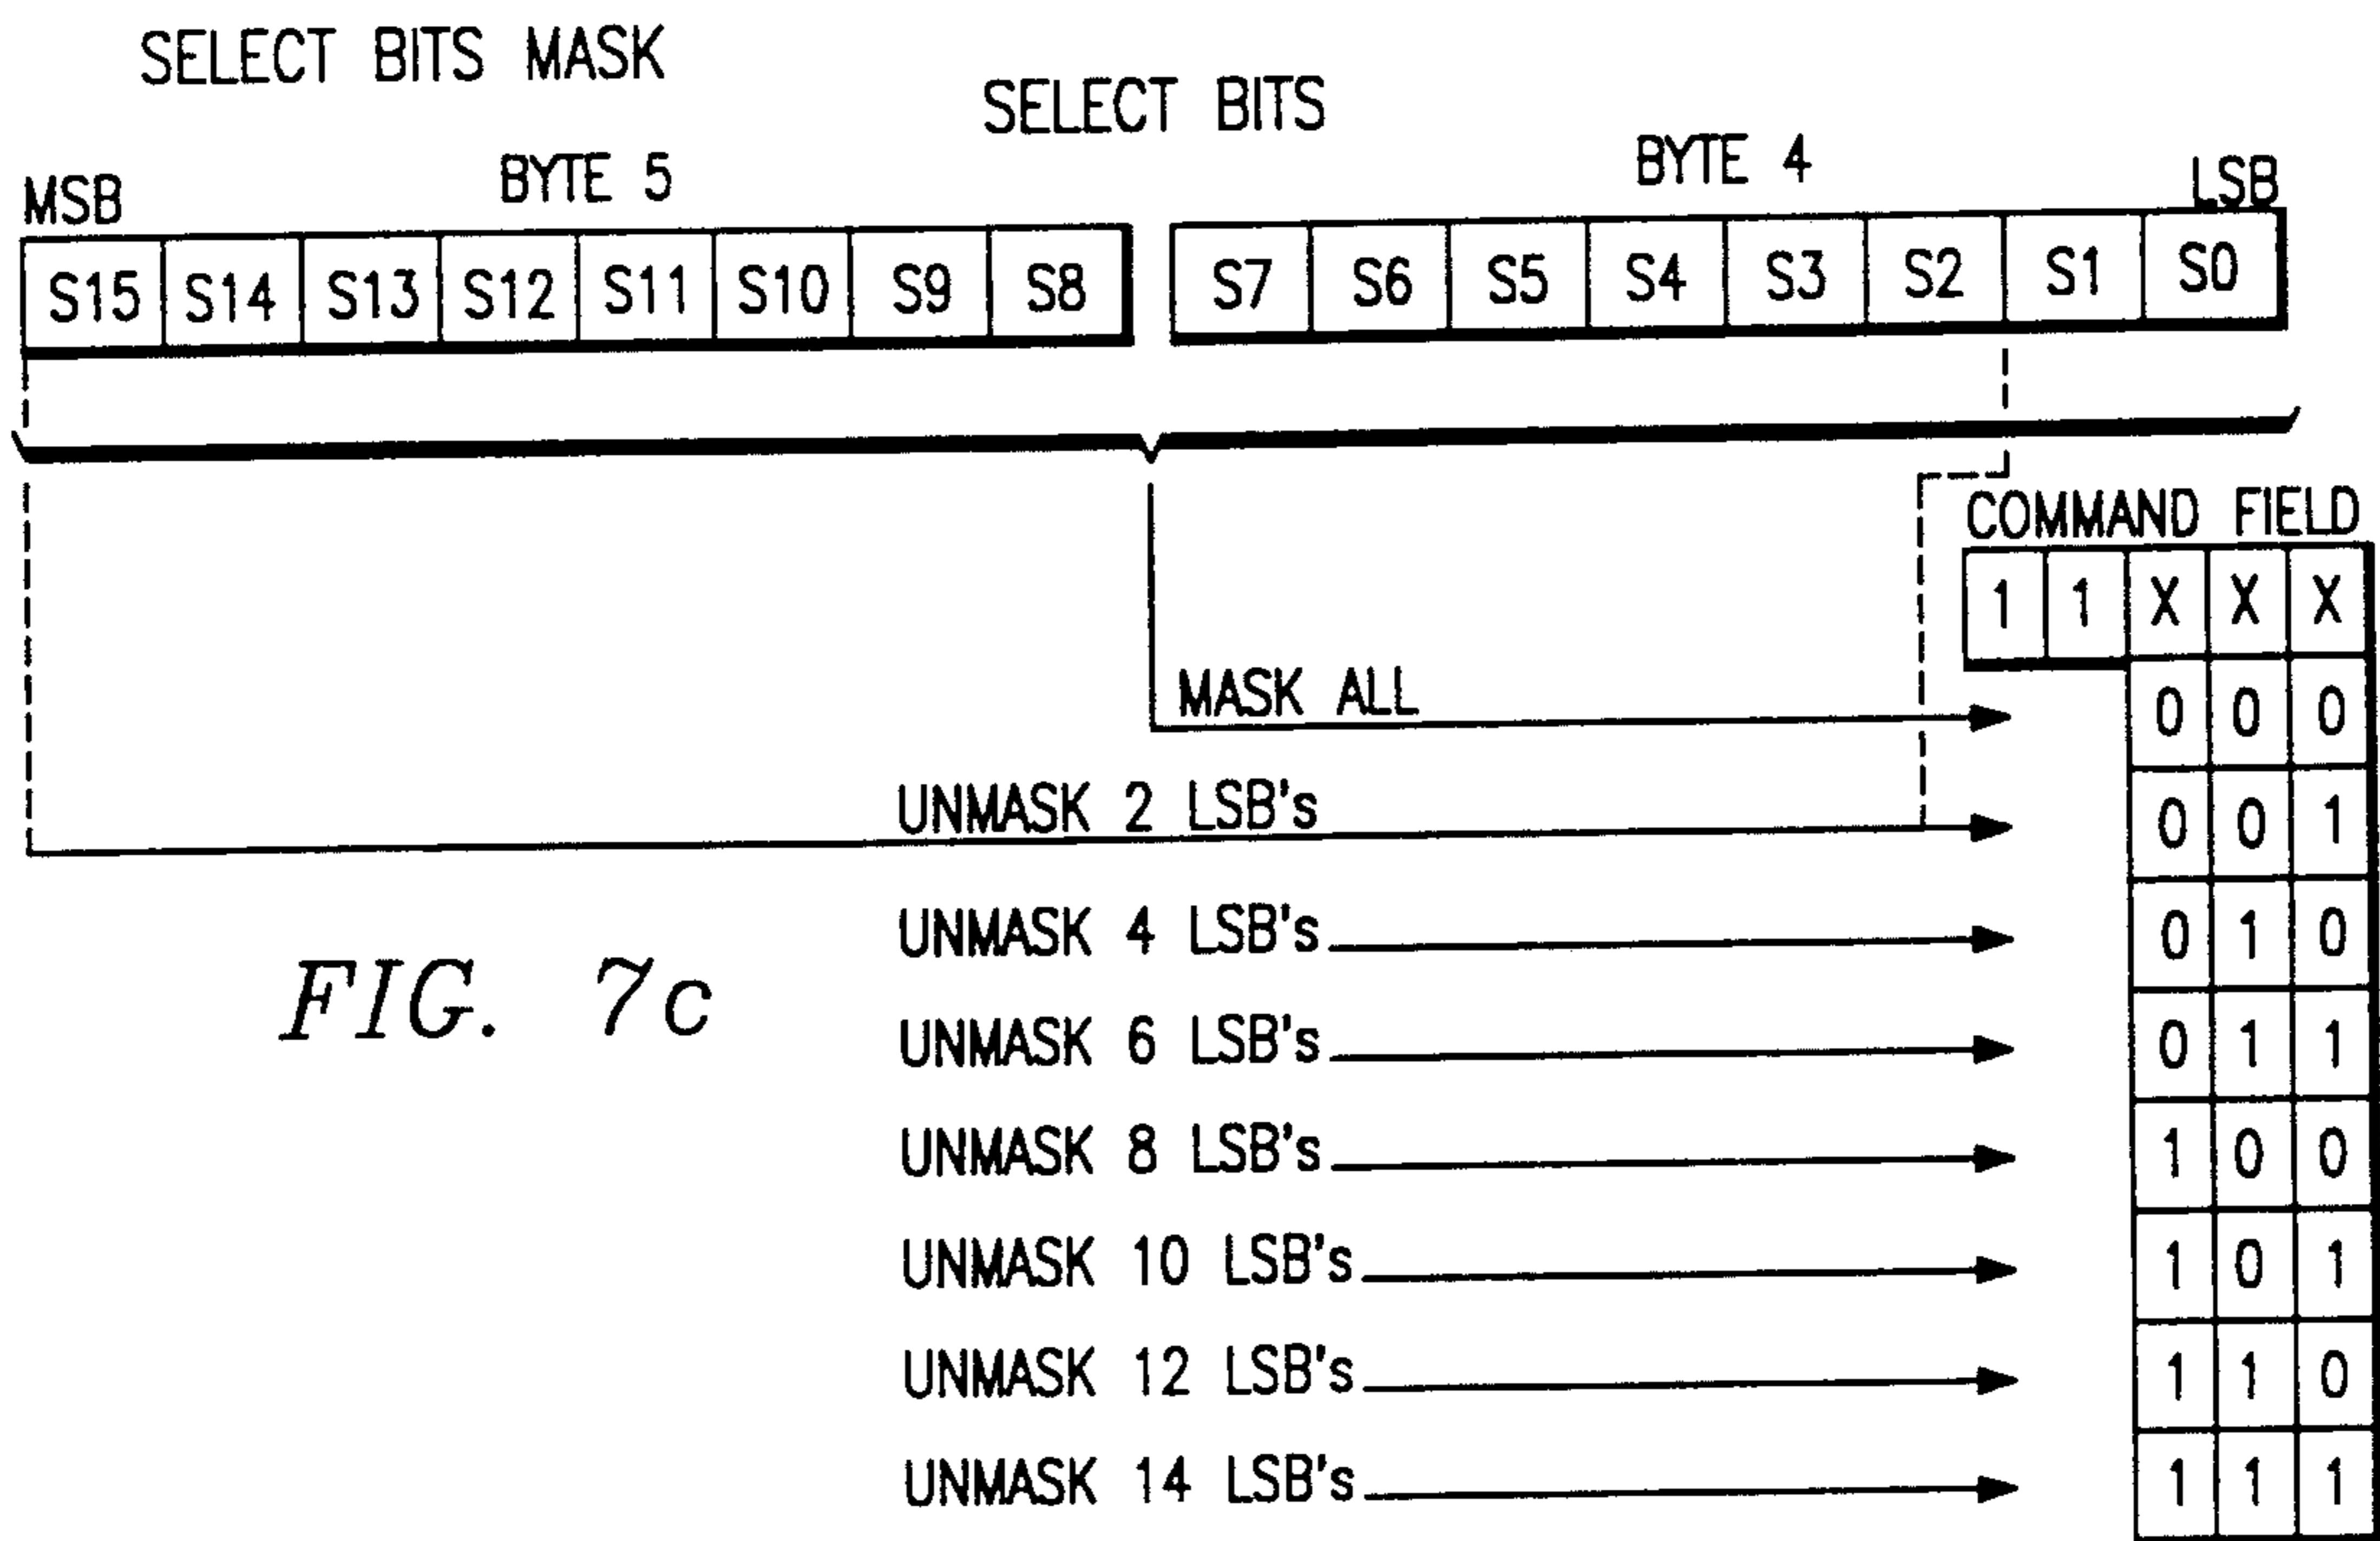 SELECT BITS MASK
SELECT BITS
MSB BYTE 5 BYTE 4 LSB
S15 S14 S13 S12 S11 S10 S9 S8 S7 S6 S5 S4 S3 S2 S1 S0
COMMAND FIELD
1 1 X X X
MASK ALL 0 0 0
UNMASK 2 LSB's 0 0 1
UNMASK 4 LSB's 0 1 0
UNMASK 6 LSB's 0 1 1
UNMASK 8 LSB's 1 0 0
UNMASK 10 LSB's 1 0 1
UNMASK 12 LSB's 1 1 0
UNMASK 14 LSB's 1 1 1
FIG. 7c